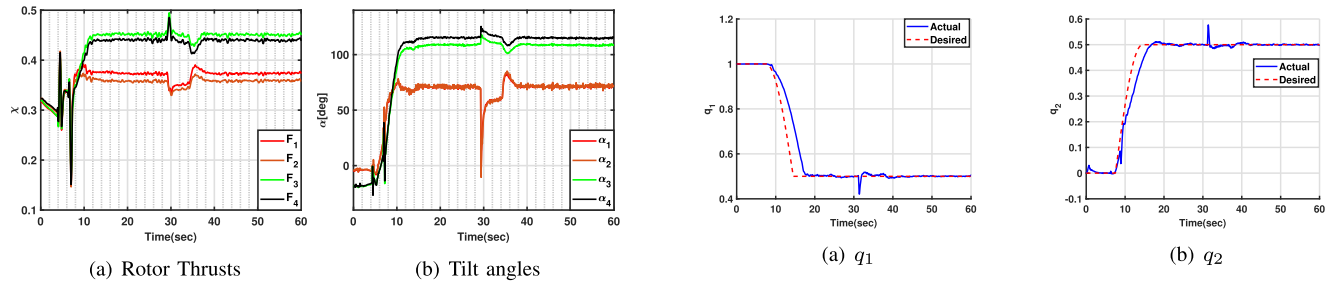 0.5
0.4
0.3
0.2
0.1
χ
0 10 20 30 40 50 60
Time(sec)
F1
F2
F3
F4
(a) Rotor Thrusts
100
50
0
α[deg]
0 10 20 30 40 50 60
Time(sec)
α1
α2
α3
α4
(b) Tilt angles
1.2
1
0.8
0.6
0.4
q1
0 10 20 30 40 50 60
Time(sec)
Actual
Desired
(a) q1
0.6
0.5
0.4
0.3
0.2
0.1
0
-0.1
q2
0 10 20 30 40 50 60
Time(sec)
Actual
Desired
(b) q2